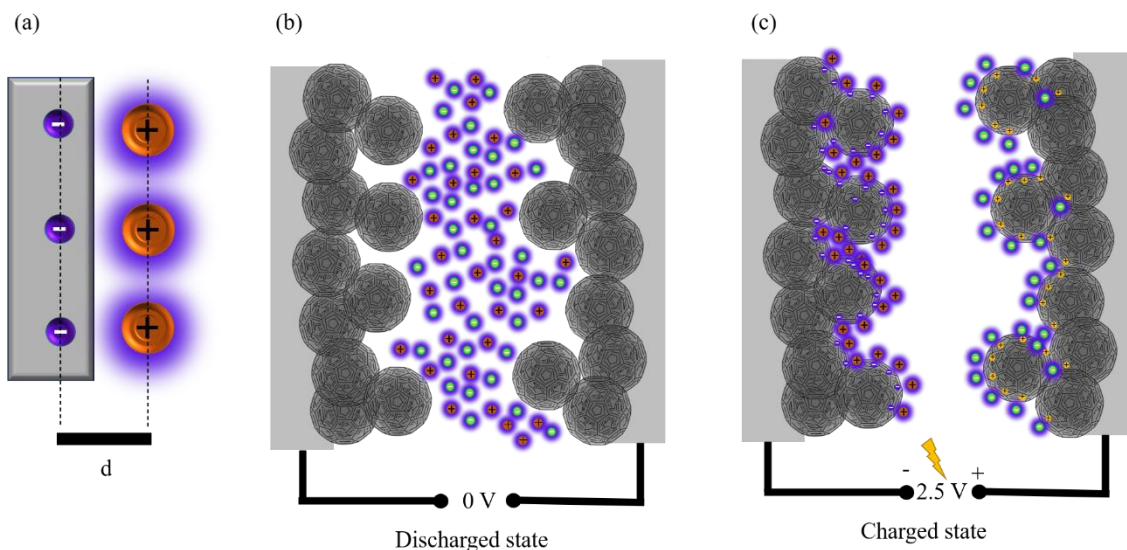 (a)
(b)
(c)
d
0 V
Discharged state
- +
2.5 V
Charged state